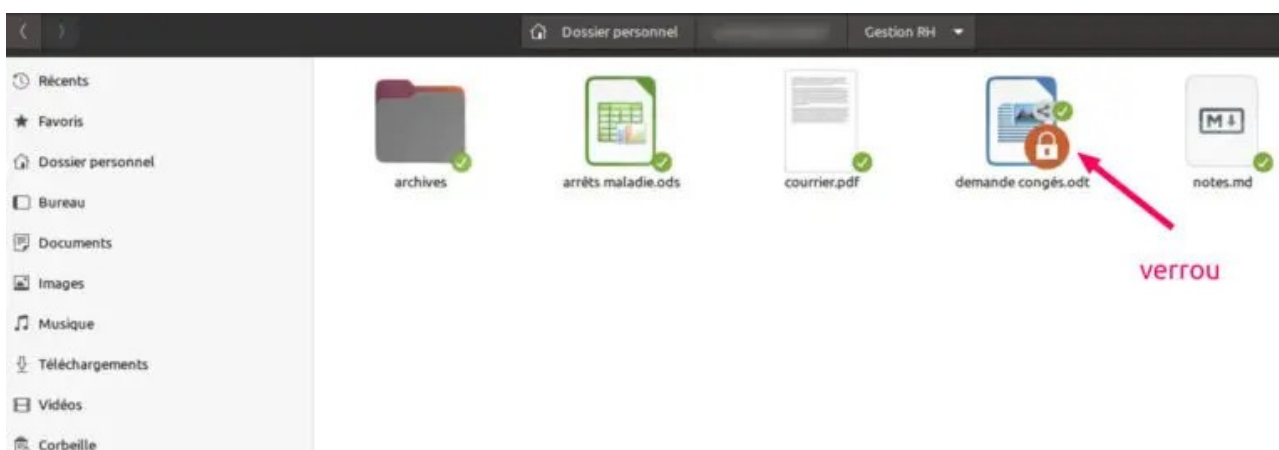 Dossier personnel
Gestion RH
Récents
Favoris
Dossier personnel
Bureau
Documents
Images
Musique
Téléchargements
Vidéos
Corbeille
archives
arrêts maladie.ods
courrier.pdf
demande congés.odt
M
notes.md
verrou